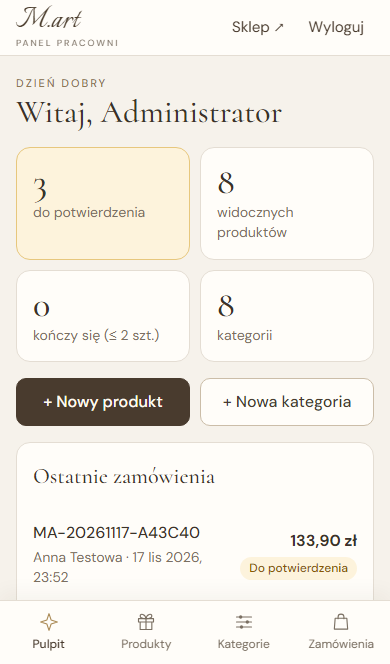 M.art
PANEL PRACOWNI
Sklep ↗
Wyloguj
DZIEŃ DOBRY
Witaj, Administrator
3
do potwierdzenia
8
widocznych
produktów
0
kończy się (≤ 2 szt.)
8
kategorii
+ Nowy produkt
+ Nowa kategoria
Ostatnie zamówienia
MA-20261117-A43C40
Anna Testowa · 17 lis 2026,
23:52
133,90 zł
Do potwierdzenia
Pulpit
Produkty
Kategorie
Zamówienia